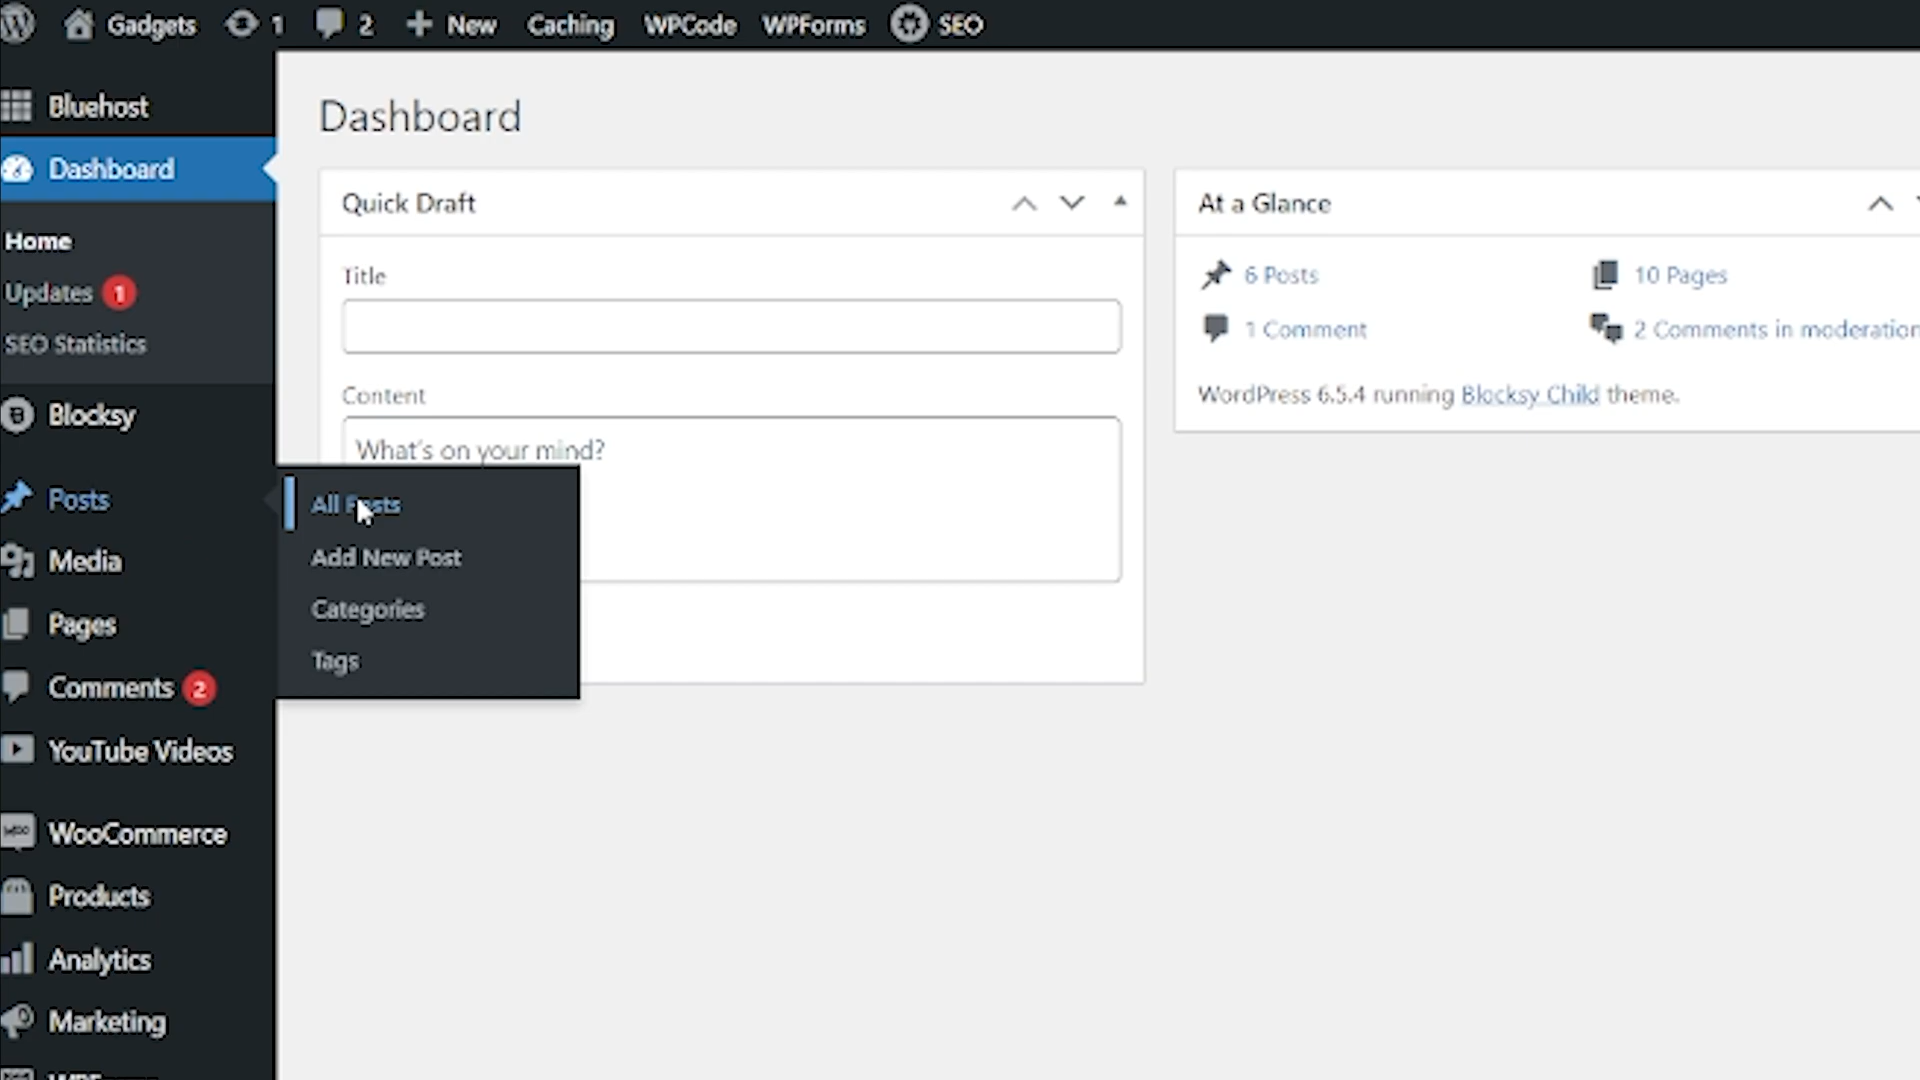 Gadgets 1 2 New Caching WPCode WPForms SEO
Bluehost
Dashboard
Home
Updates 1
SEO Statistics
Blocksy
Posts
Media
Pages
Comments 2
YouTube Videos
WooCommerce
Products
Analytics
Marketing
All Posts
Add New Post
Categories
Tags
Dashboard
Quick Draft
Title
Content
What's on your mind?
At a Glance
6 Posts
10 Pages
1 Comment
2 Comments in moderation
WordPress 6.5.4 running Blocksy Child theme.